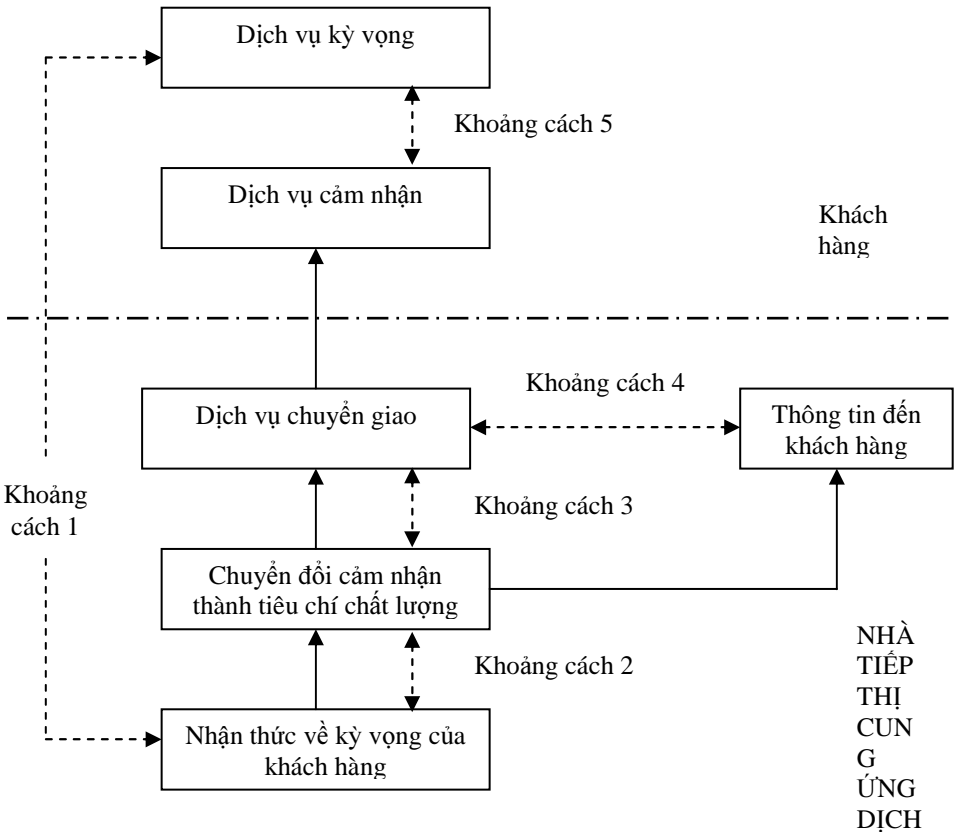 Dịch vụ kỳ vọng
Khoảng cách 5
Dịch vụ cảm nhận
Khách
hàng
Khoảng cách 4
Dịch vụ chuyển giao
Thông tin đến
khách hàng
Khoảng
cách 1
Khoảng cách 3
Chuyển đổi cảm nhận
thành tiêu chí chất lượng
Khoảng cách 2
Nhận thức về kỳ vọng của
khách hàng
NHÀ
TIẾP
THỊ
CUN
G
ỨNG
DỊCH